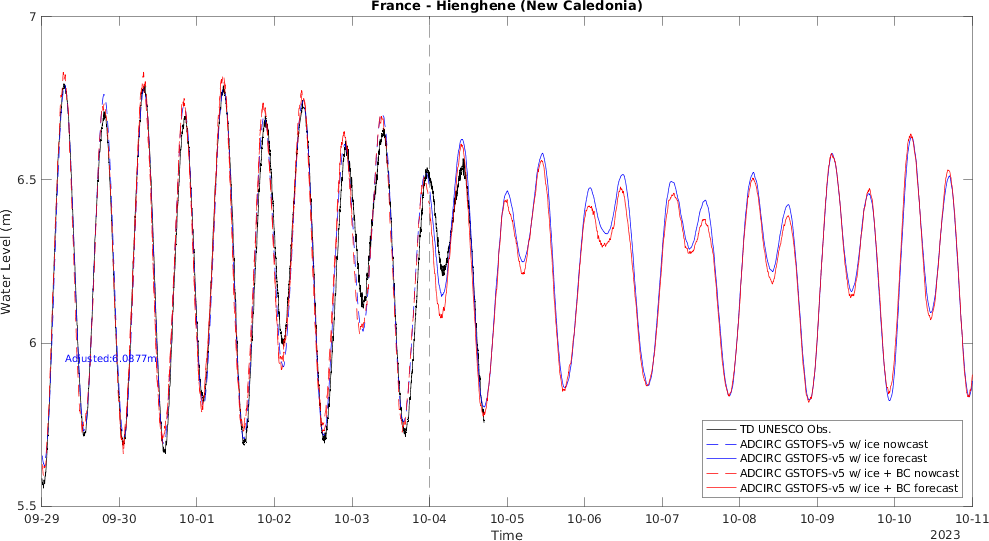 France - Hienghene (New Caledonia)
7
6.5
6
5.5
Water Level (m)
Adjusted:6.0877m
TD UNESCO Obs.
ADCIRC GSTOFS-v5 w/ ice nowcast
ADCIRC GSTOFS-v5 w/ ice forecast
ADCIRC GSTOFS-v5 w/ ice + BC nowcast
ADCIRC GSTOFS-v5 w/ ice + BC forecast
09-29 09-30 10-01 10-02 10-03 10-04 10-05 10-06 10-07 10-08 10-09 10-10 10-11
Time
2023